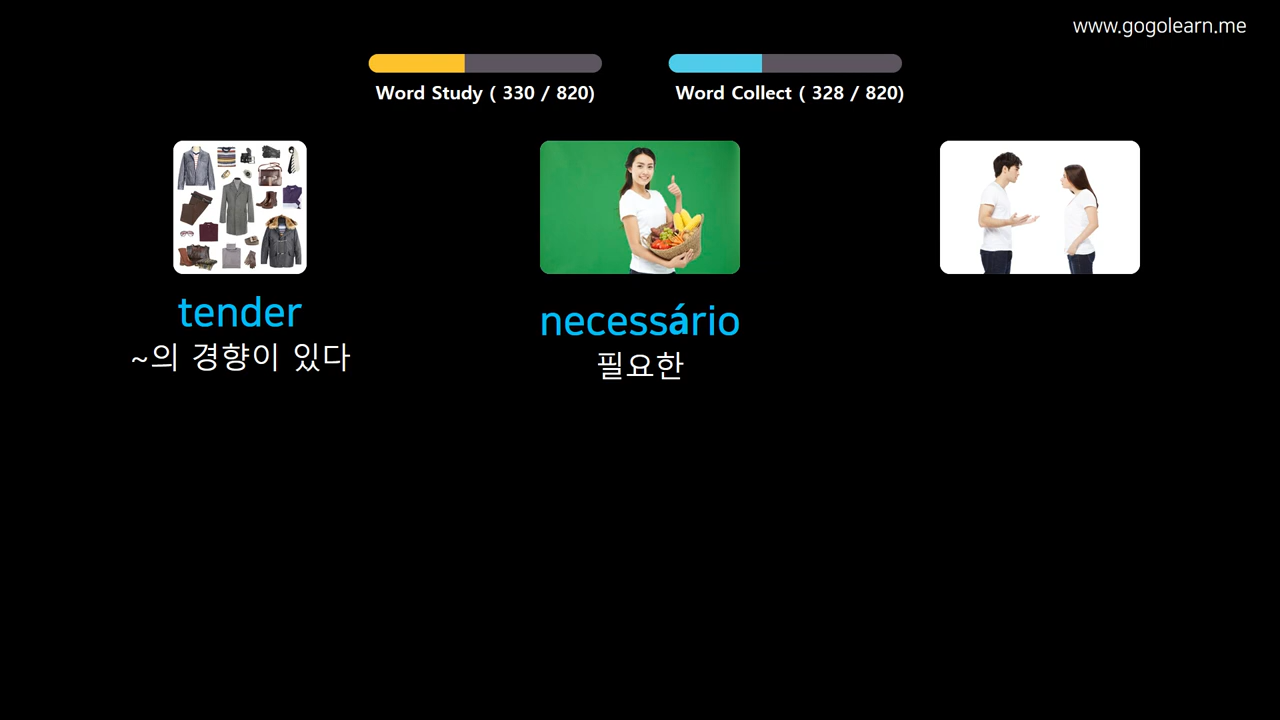 www.gogolearn.me
Word Study ( 330 / 820)
Word Collect ( 328 / 820)
tender
~의 경향이 있다
necessário
필요한